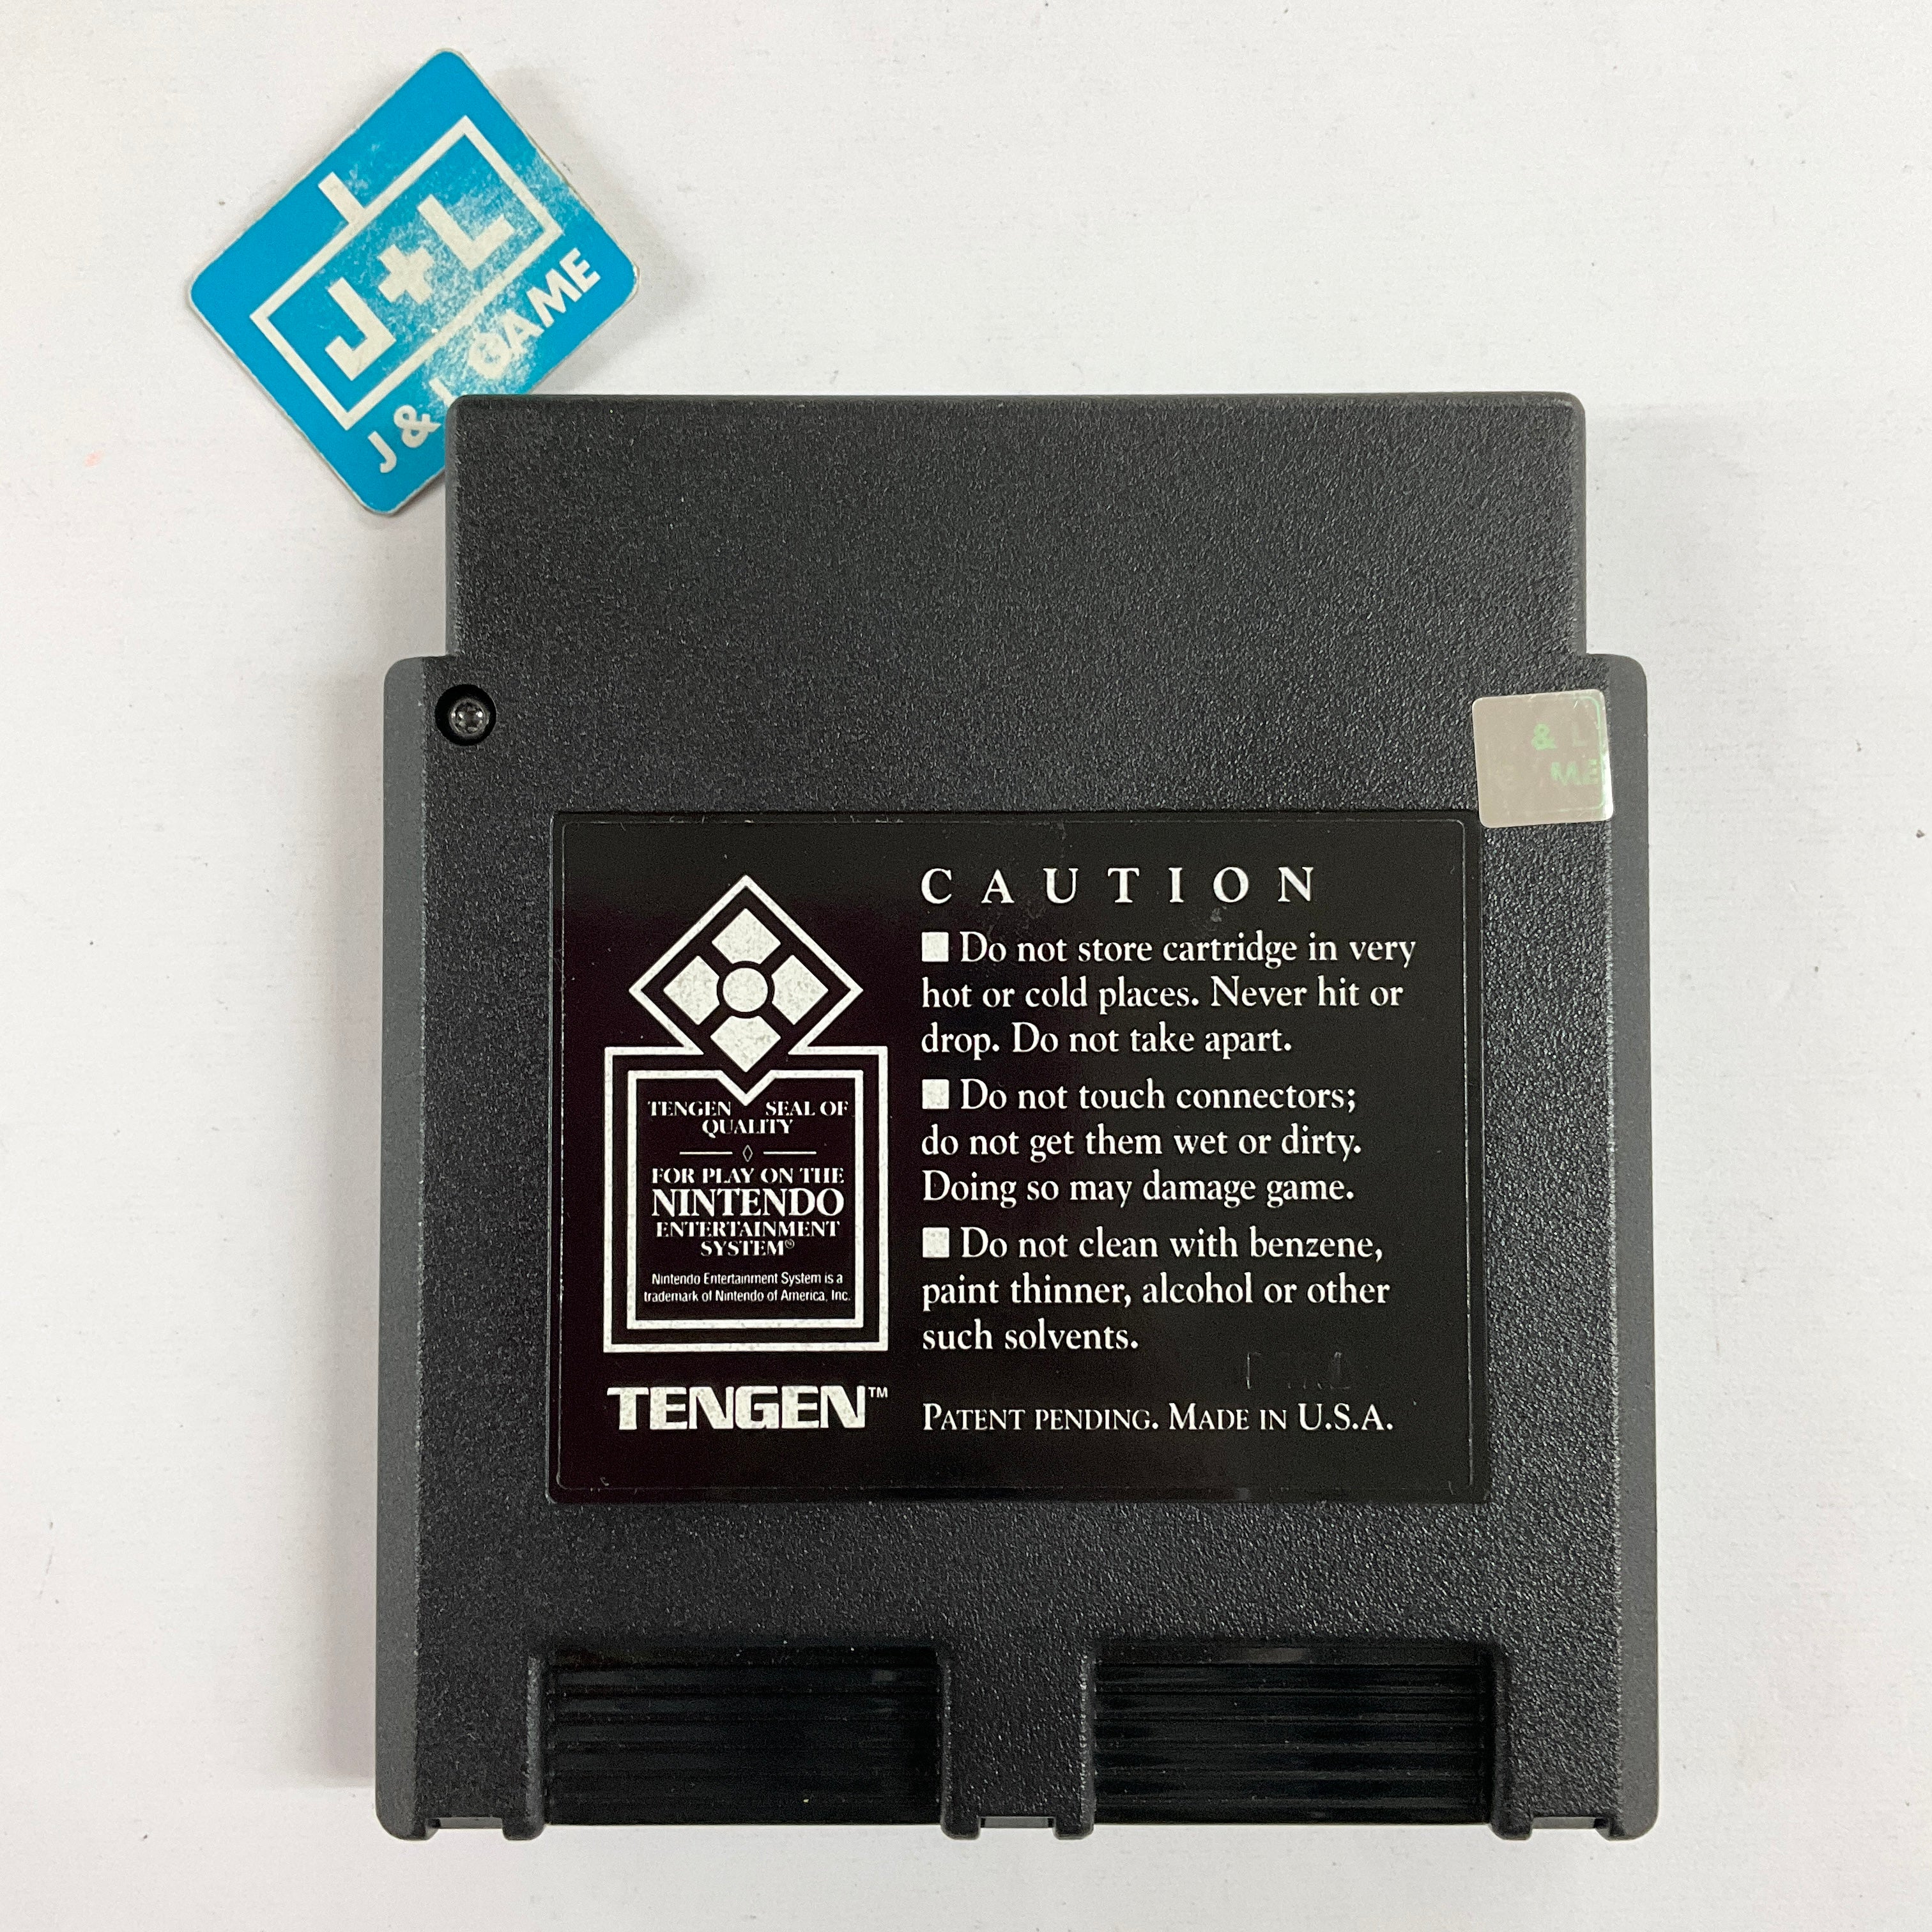 J+L
J & L GAME
& L
ME
CAUTION
Do not store cartridge in very
hot or cold places. Never hit or
drop. Do not take apart.
Do not touch connectors;
do not get them wet or dirty.
Doing so may damage game.
Do not clean with benzene,
paint thinner, alcohol or other
such solvents.
PATENT PENDING. MADE IN U.S.A.
TENGEN SEAL OF
QUALITY
FOR PLAY ON THE
NINTENDO
ENTERTAINMENT
SYSTEM®
Nintendo Entertainment System is a
trademark of Nintendo of America, Inc.
TENGEN™